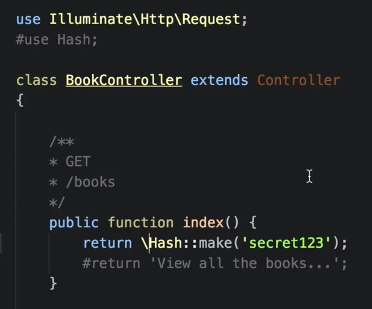 use Illuminate\Http\Request;
#use Hash;
class BookController extends Controller
{
/**
* GET
* /books
*/
public function index() {
return \Hash::make('secret123');
#return 'View all the books...';
}